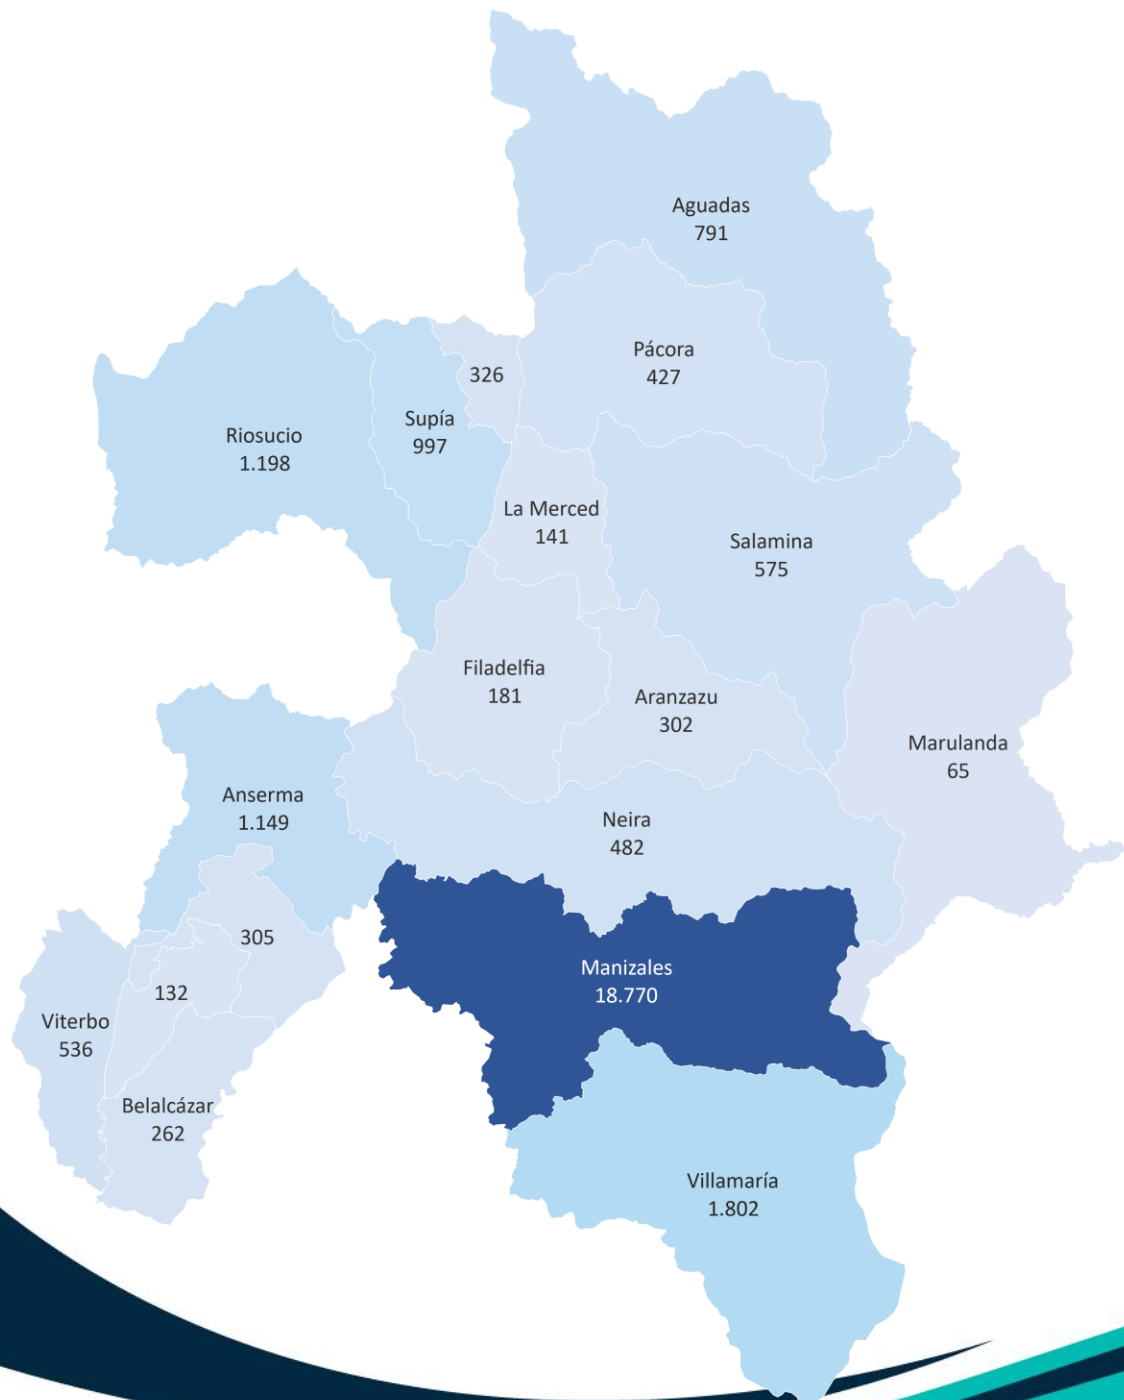 Aguadas
791
Pácora
427
326
Supía
997
Riosucio
1.198
La Merced
141
Salamina
575
Filadelfia
181
Aranzazu
302
Marulanda
65
Anserma
1.149
Neira
482
305
Manizales
18.770
132
Viterbo
536
Belalcázar
262
Villamaría
1.802